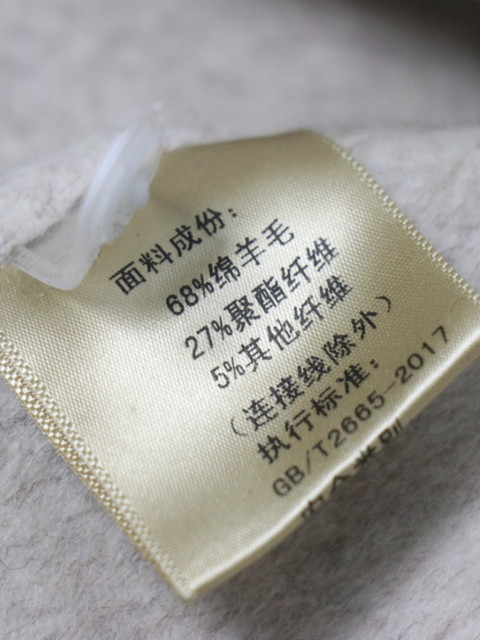 面料成份:
68%绵羊毛
27%聚酯纤维
5%其他纤维
(连接线除外)
执行标准:
GB/T2665-2017